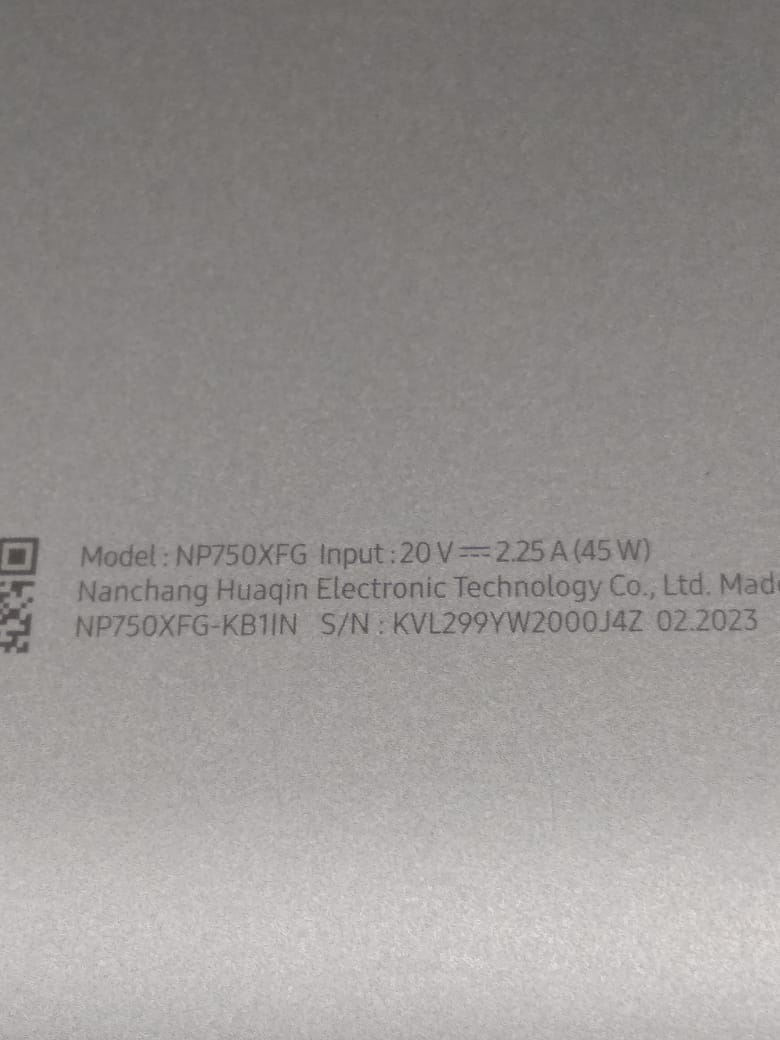 Model : NP750XFG Input : 20 V ⎓ 2.25 A (45 W)
Nanchang Huaqin Electronic Technology Co., Ltd. Made
NP750XFG-KB1IN S/N : KVL299YW2000J4Z 02.2023